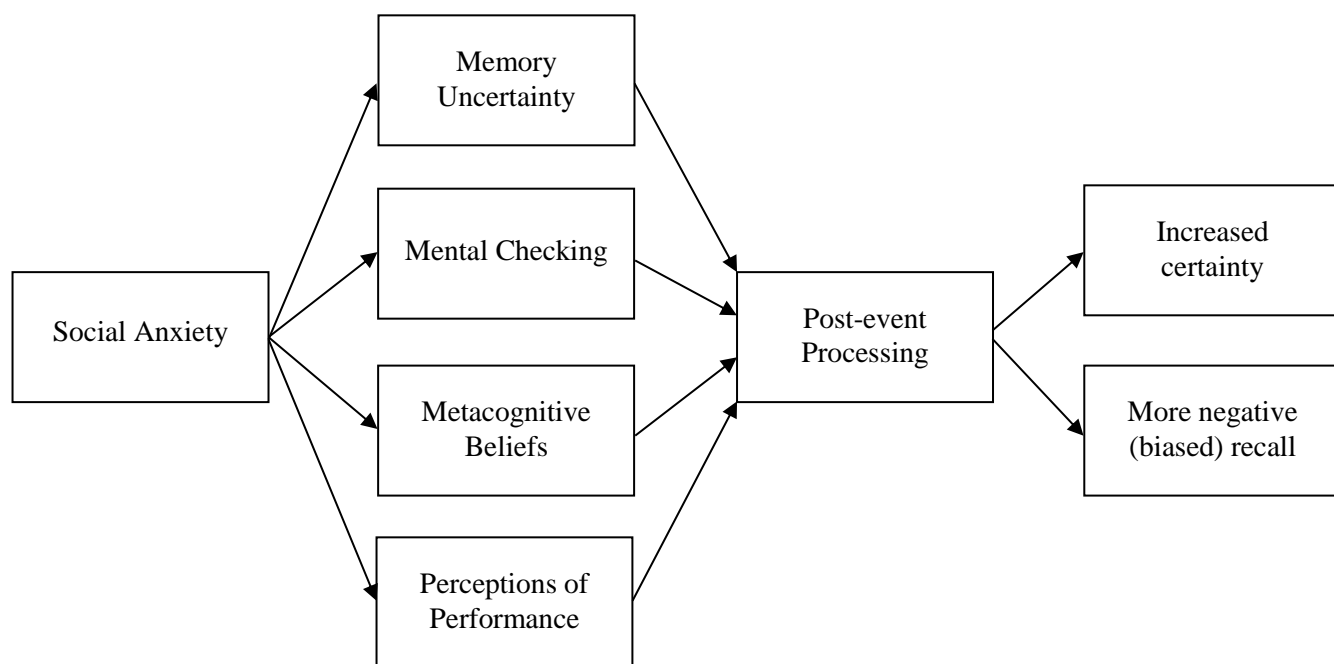 Memory
Uncertainty
Mental Checking
Social Anxiety
Metacognitive
Beliefs
Perceptions of
Performance
Post-event
Processing
Increased
certainty
More negative
(biased) recall